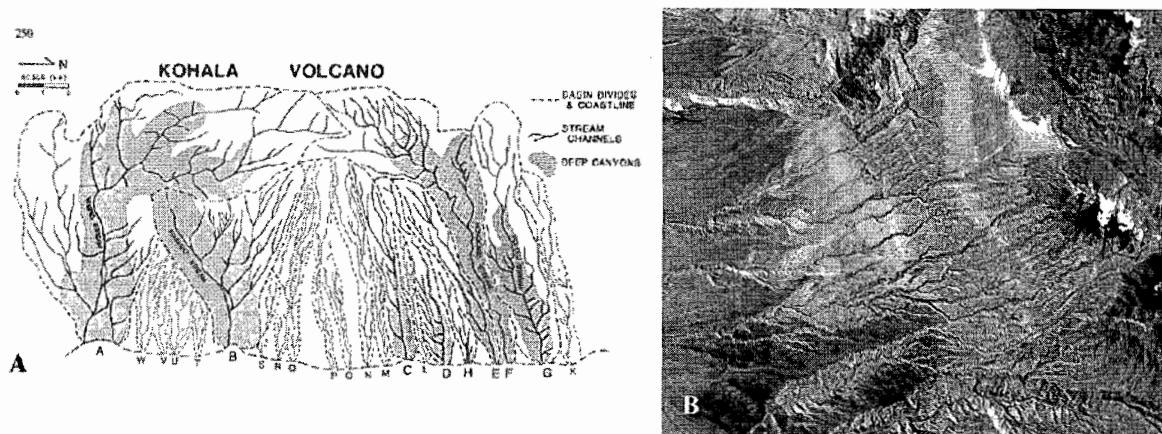 250
N
KOHALA VOLCANO
BASIN DIVIDES
& COASTLINE
STREAM
CHANNELS
DEEP CANYONS
A
A W V U T B S R Q P O N M C L D H E F G K
B